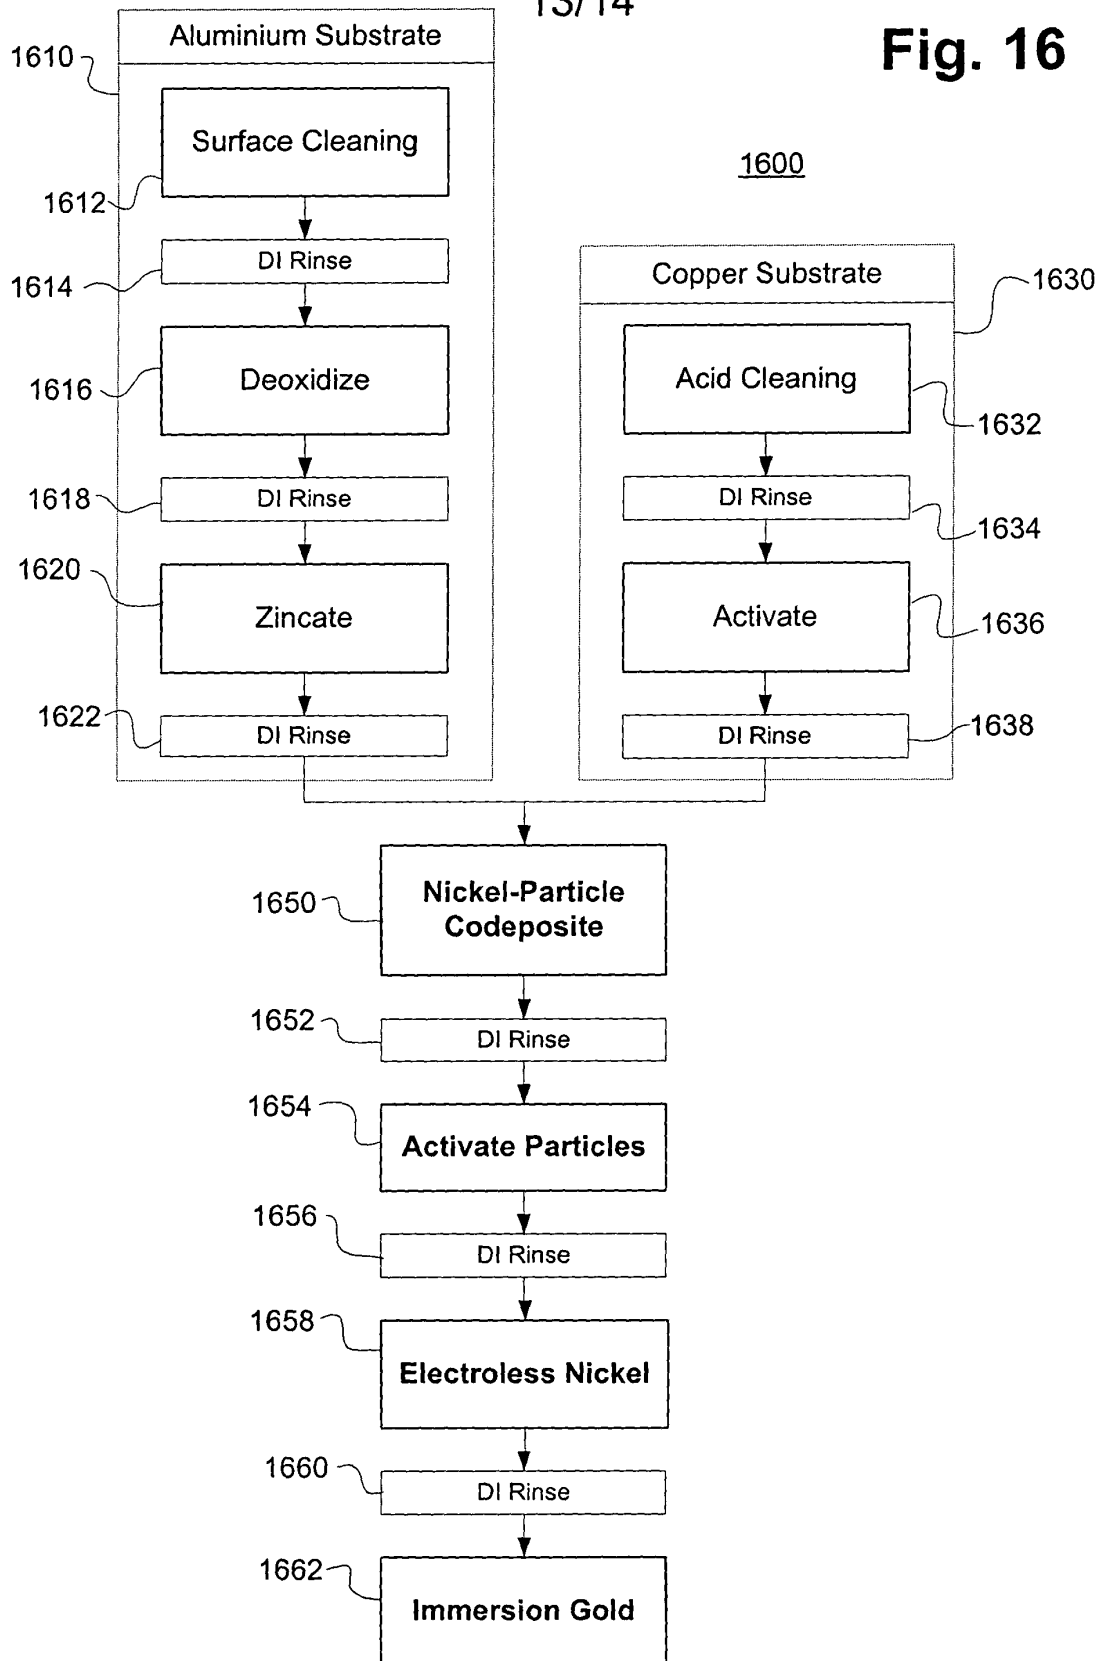 13/14
Fig. 16
1600
Aluminium Substrate
1610
Surface Cleaning
1612
DI Rinse
1614
Deoxidize
1616
DI Rinse
1618
Zincate
1620
DI Rinse
1622
Copper Substrate
1630
Acid Cleaning
1632
DI Rinse
1634
Activate
1636
DI Rinse
1638
Nickel-Particle
Codeposite
1650
DI Rinse
1652
Activate Particles
1654
DI Rinse
1656
Electroless Nickel
1658
DI Rinse
1660
Immersion Gold
1662